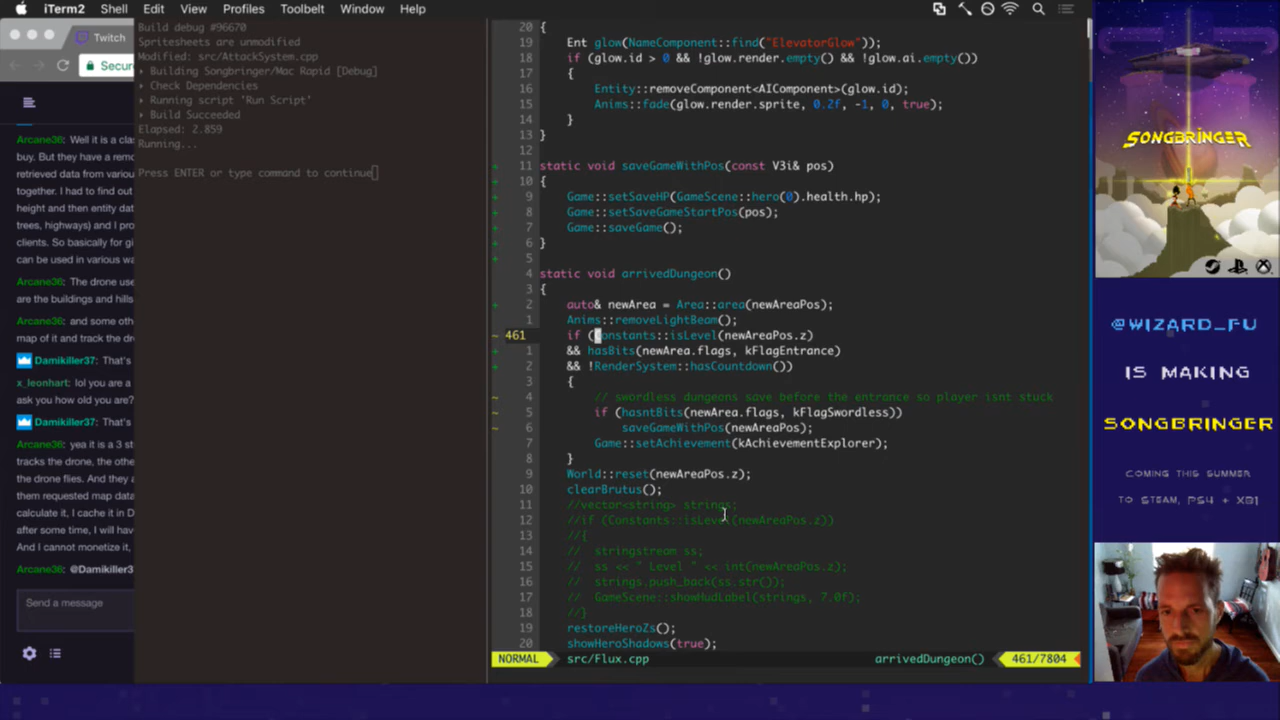 iTerm2 Shell Edit View Profiles Toolbelt Window Help
Twitch
Secure
Arcane36: Well it is a cla
buy. But they have a remo
retrieved data from variou
together. I had to find out
height and then entity dat
trees, highways) and I pro
clients. So basically for gi
can be used in various wa
Arcane36: The drone use
are the buildings and hills
Arcane36: and some othe
map of it and track the dr
Damikiller37: That's
x_leonhart: lol you are a
ask you how old you are?
Damikiller37: That's
Arcane36: yea it is a 3 st
tracks the drone, the othe
the drone flies. And they a
them requested map data
calculate it, I cache it in D
after some time, I will have
And I cannot monetize it,
Arcane36: @Damikiller3
Send a message
Build debug #96670
Spritesheets are unmodified
Modified: src/AttackSystem.cpp
▸ Building Songbringer/Mac Rapid [Debug]
▸ Check Dependencies
▸ Running script 'Run Script'
▸ Build Succeeded
Elapsed: 2.859
Running...
Press ENTER or type command to continue
20 {
19 Ent glow(NameComponent::find("ElevatorGlow"));
18 if (glow.id > 0 && !glow.render.empty() && !glow.ai.empty())
17 {
16 Entity::removeComponent<AIComponent>(glow.id);
15 Anims::fade(glow.render.sprite, 0.2f, -1, 0, true);
14 }
13 }
12
+ 11 static void saveGameWithPos(const V3i& pos)
+ 10 {
+ 9 Game::setSaveHP(GameScene::hero(0).health.hp);
+ 8 Game::setSaveGameStartPos(pos);
+ 7 Game::saveGame();
+ 6 }
+ 5
4 static void arrivedDungeon()
3 {
+ 2 auto& newArea = Area::area(newAreaPos);
1 Anims::removeLightBeam();
~ 461 if (Constants::isLevel(newAreaPos.z)
+ 1 && hasBits(newArea.flags, kFlagEntrance)
+ 2 && !RenderSystem::hasCountdown())
3 {
~ 4 // swordless dungeons save before the entrance so player isnt stuck
~ 5 if (hasntBits(newArea.flags, kFlagSwordless))
~ 6 saveGameWithPos(newAreaPos);
7 Game::setAchievement(kAchievementExplorer);
8 }
9 World::reset(newAreaPos.z);
10 clearBrutus();
11 //vector<string> strings;
12 //if (Constants::isLevel(newAreaPos.z))
13 //{
14 // stringstream ss;
15 // ss << " Level " << int(newAreaPos.z);
16 // strings.push_back(ss.str());
17 // GameScene::showHudLabel(strings, 7.0f);
18 //}
19 restoreHeroZs();
20 showHeroShadows(true);
NORMAL src/Flux.cpp arrivedDungeon() 461/7804
SONGBRINGER
@WIZARD_FU
IS MAKING
SONGBRINGER
COMING THIS SUMMER
TO STEAM, PS4 + XB1